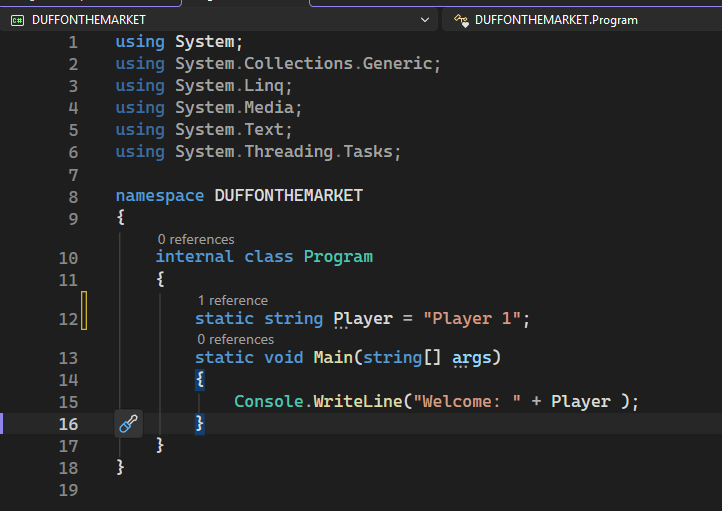 DUFFONTHEMARKET DUFFONTHEMARKET.Program
1 using System;
2 using System.Collections.Generic;
3 using System.Linq;
4 using System.Media;
5 using System.Text;
6 using System.Threading.Tasks;
7
8 namespace DUFFONTHEMARKET
9 {
0 references
10 internal class Program
11 {
1 reference
12 static string Player = "Player 1";
0 references
13 static void Main(string[] args)
14 {
15 Console.WriteLine("Welcome: " + Player );
16 }
17 }
18 }
19